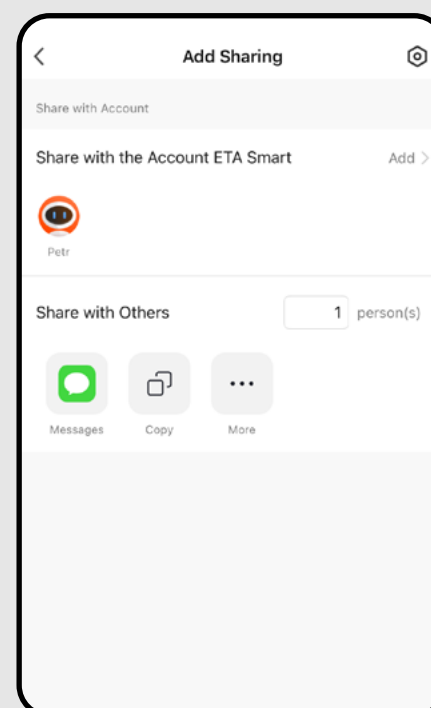 Add Sharing
Share with Account
Share with the Account ETA Smart Add
Petr
Share with Others 1 person(s)
Messages Copy More